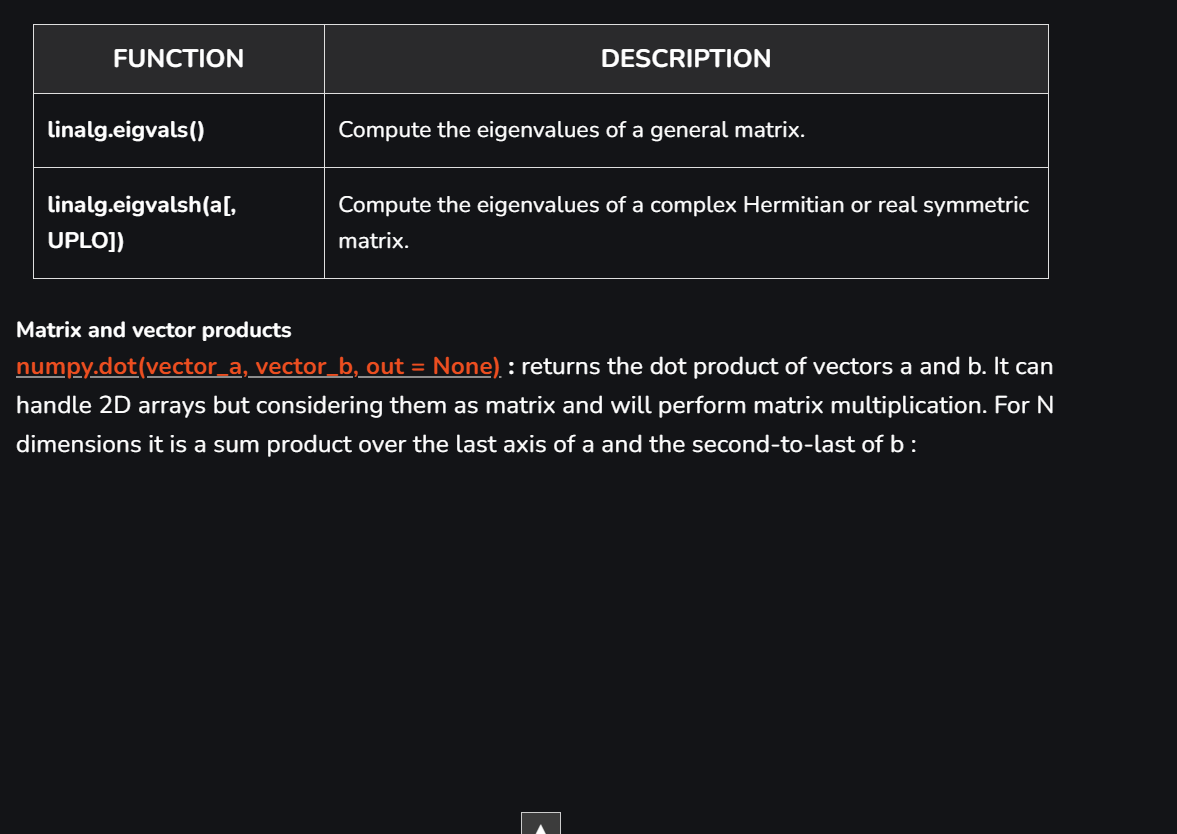 FUNCTION DESCRIPTION
linalg.eigvals() Compute the eigenvalues of a general matrix.
linalg.eigvalsh(a[, Compute the eigenvalues of a complex Hermitian or real symmetric
UPLO]) matrix.
Matrix and vector products
numpy.dot(vector_a, vector_b, out = None) : returns the dot product of vectors a and b. It can
handle 2D arrays but considering them as matrix and will perform matrix multiplication. For N
dimensions it is a sum product over the last axis of a and the second-to-last of b :